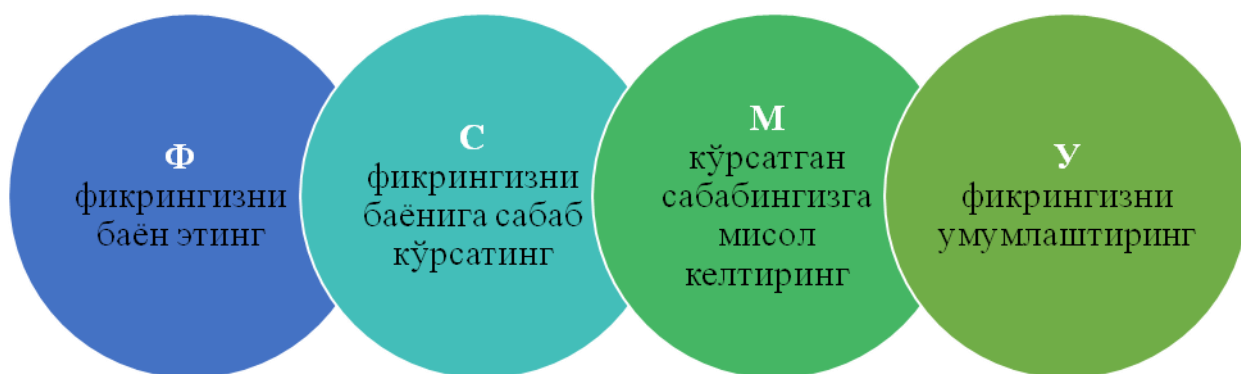 Ф
фикрингизни
баён этинг
С
фикрингизни
баёнига сабаб
кўрсатинг
М
кўрсатган
сабабингизга
мисол
келтиринг
У
фикрингизни
умумлаштиринг